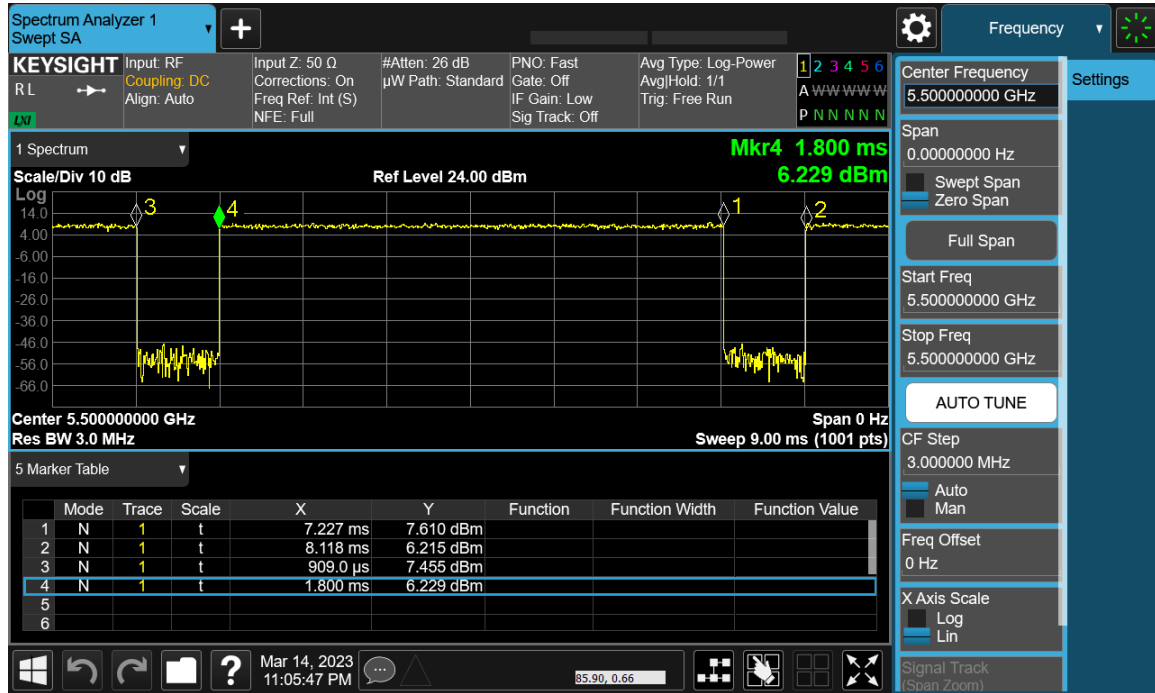 Spectrum Analyzer 1
Swept SA
Frequency
KEYSIGHT
R L
LXI
Input: RF
Coupling: DC
Align: Auto
Input Z: 50 Ω
Corrections: On
Freq Ref: Int (S)
NFE: Full
#Atten: 26 dB
µW Path: Standard
PNO: Fast
Gate: Off
IF Gain: Low
Sig Track: Off
Avg Type: Log-Power
Avg|Hold: 1/1
Trig: Free Run
1 2 3 4 5 6
A W W W W W
P N N N N N
1 Spectrum
Mkr4 1.800 ms
6.229 dBm
Scale/Div 10 dB
Ref Level 24.00 dBm
Log
14.0
4.00
-6.00
-16.0
-26.0
-36.0
-46.0
-56.0
-66.0
3
4
1
2
Center 5.500000000 GHz
Span 0 Hz
Res BW 3.0 MHz
Sweep 9.00 ms (1001 pts)
5 Marker Table
Mode Trace Scale X Y Function Function Width Function Value
1 N 1 t 7.227 ms 7.610 dBm
2 N 1 t 8.118 ms 6.215 dBm
3 N 1 t 909.0 µs 7.455 dBm
4 N 1 t 1.800 ms 6.229 dBm
5
6
?
Mar 14, 2023
11:05:47 PM
85.90, 0.66
Center Frequency
5.500000000 GHz
Settings
Span
0.00000000 Hz
Swept Span
Zero Span
Full Span
Start Freq
5.500000000 GHz
Stop Freq
5.500000000 GHz
AUTO TUNE
CF Step
3.000000 MHz
Auto
Man
Freq Offset
0 Hz
X Axis Scale
Log
Lin
Signal Track
(Span Zoom)